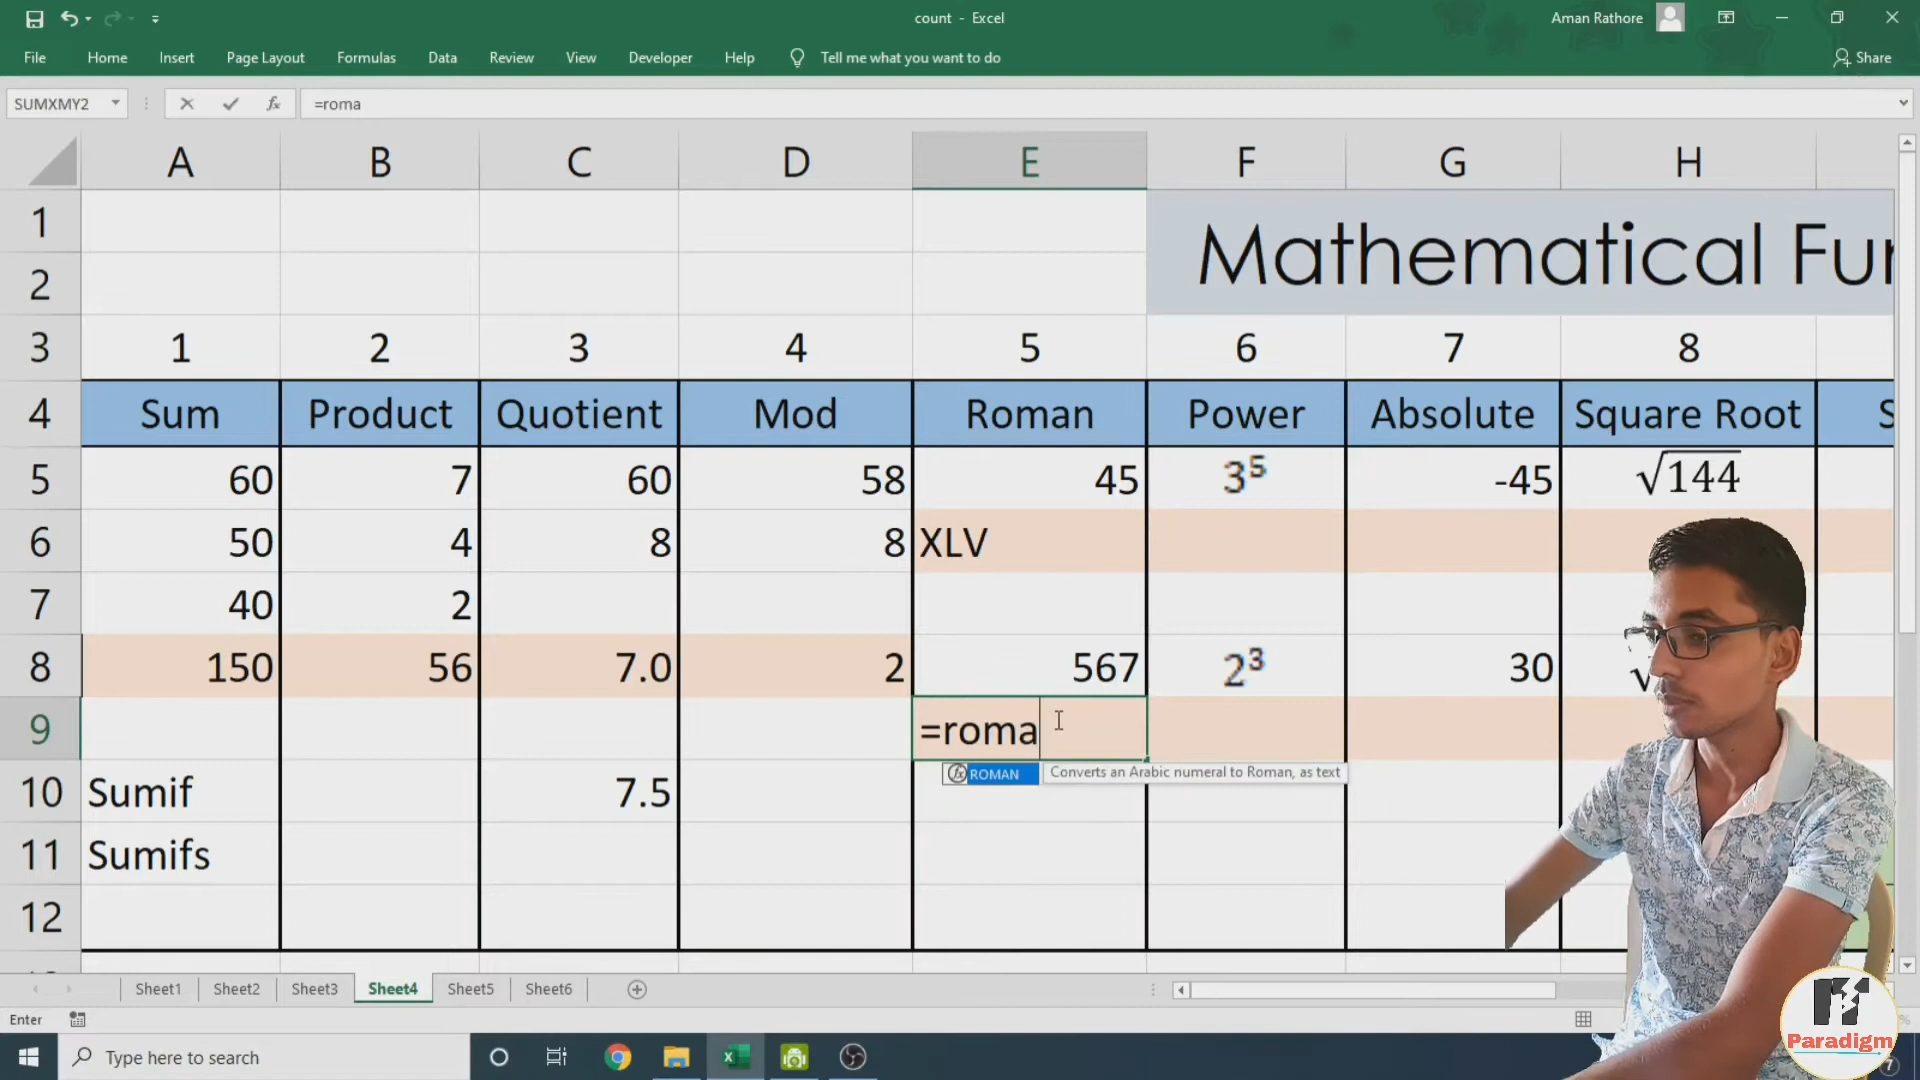 count - Excel
Aman Rathore
File Home Insert Page Layout Formulas Data Review View Developer Help Tell me what you want to do Share
SUMXMY2 fx =roma
A B C D E F G H
1
Mathematical Fu
2
3 1 2 3 4 5 6 7 8
4 Sum Product Quotient Mod Roman Power Absolute Square Root S
5 60 7 60 58 45 3⁵ -45 √144
6 50 4 8 8 XLV
7 40 2
8 150 56 7.0 2 567 2³ 30 √
9 =roma
fx ROMAN Converts an Arabic numeral to Roman, as text
10 Sumif 7.5
11 Sumifs
12
Sheet1 Sheet2 Sheet3 Sheet4 Sheet5 Sheet6
Enter
Type here to search
Paradigm